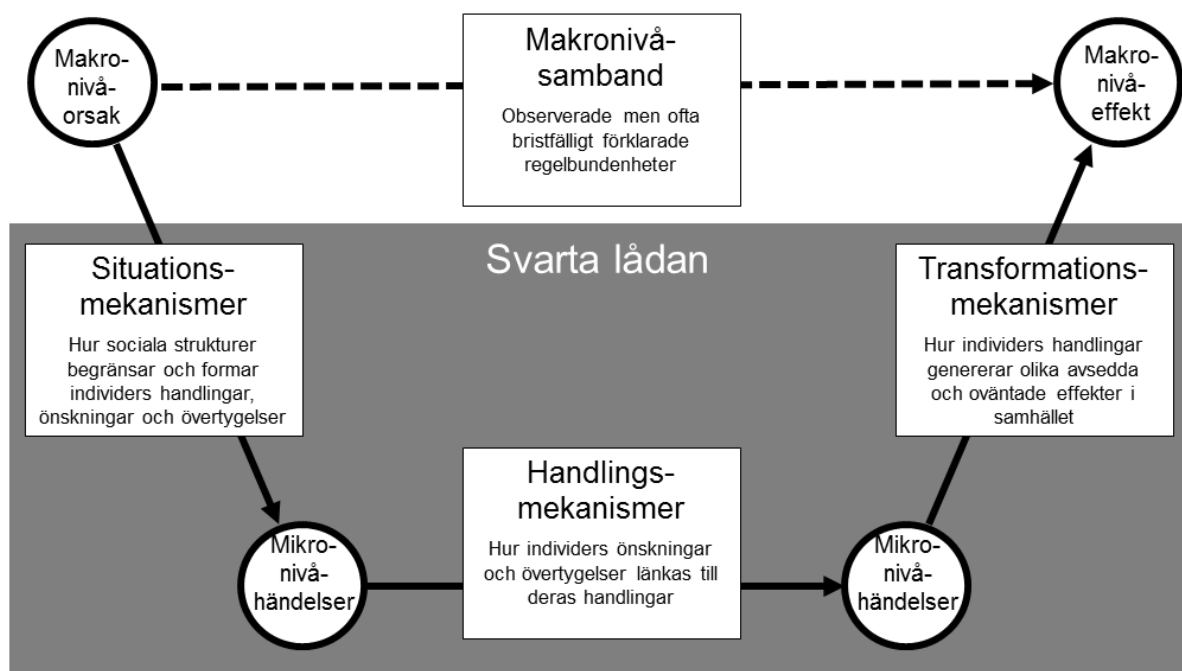 Makro-
nivå-
orsak
Makronivå-
samband
Observerade men ofta
bristfälligt förklarade
regelbundenheter
Makro-
nivå-
effekt
Svarta lådan
Situations-
mekanismer
Hur sociala strukturer
begränsar och formar
individers handlingar,
önskningar och övertygelser
Transformations-
mekanismer
Hur individers handlingar
genererar olika avsedda
och oväntade effekter i
samhället
Mikro-
nivå-
händelser
Handlings-
mekanismer
Hur individers önskningar
och övertygelser länkas till
deras handlingar
Mikro-
nivå-
händelser